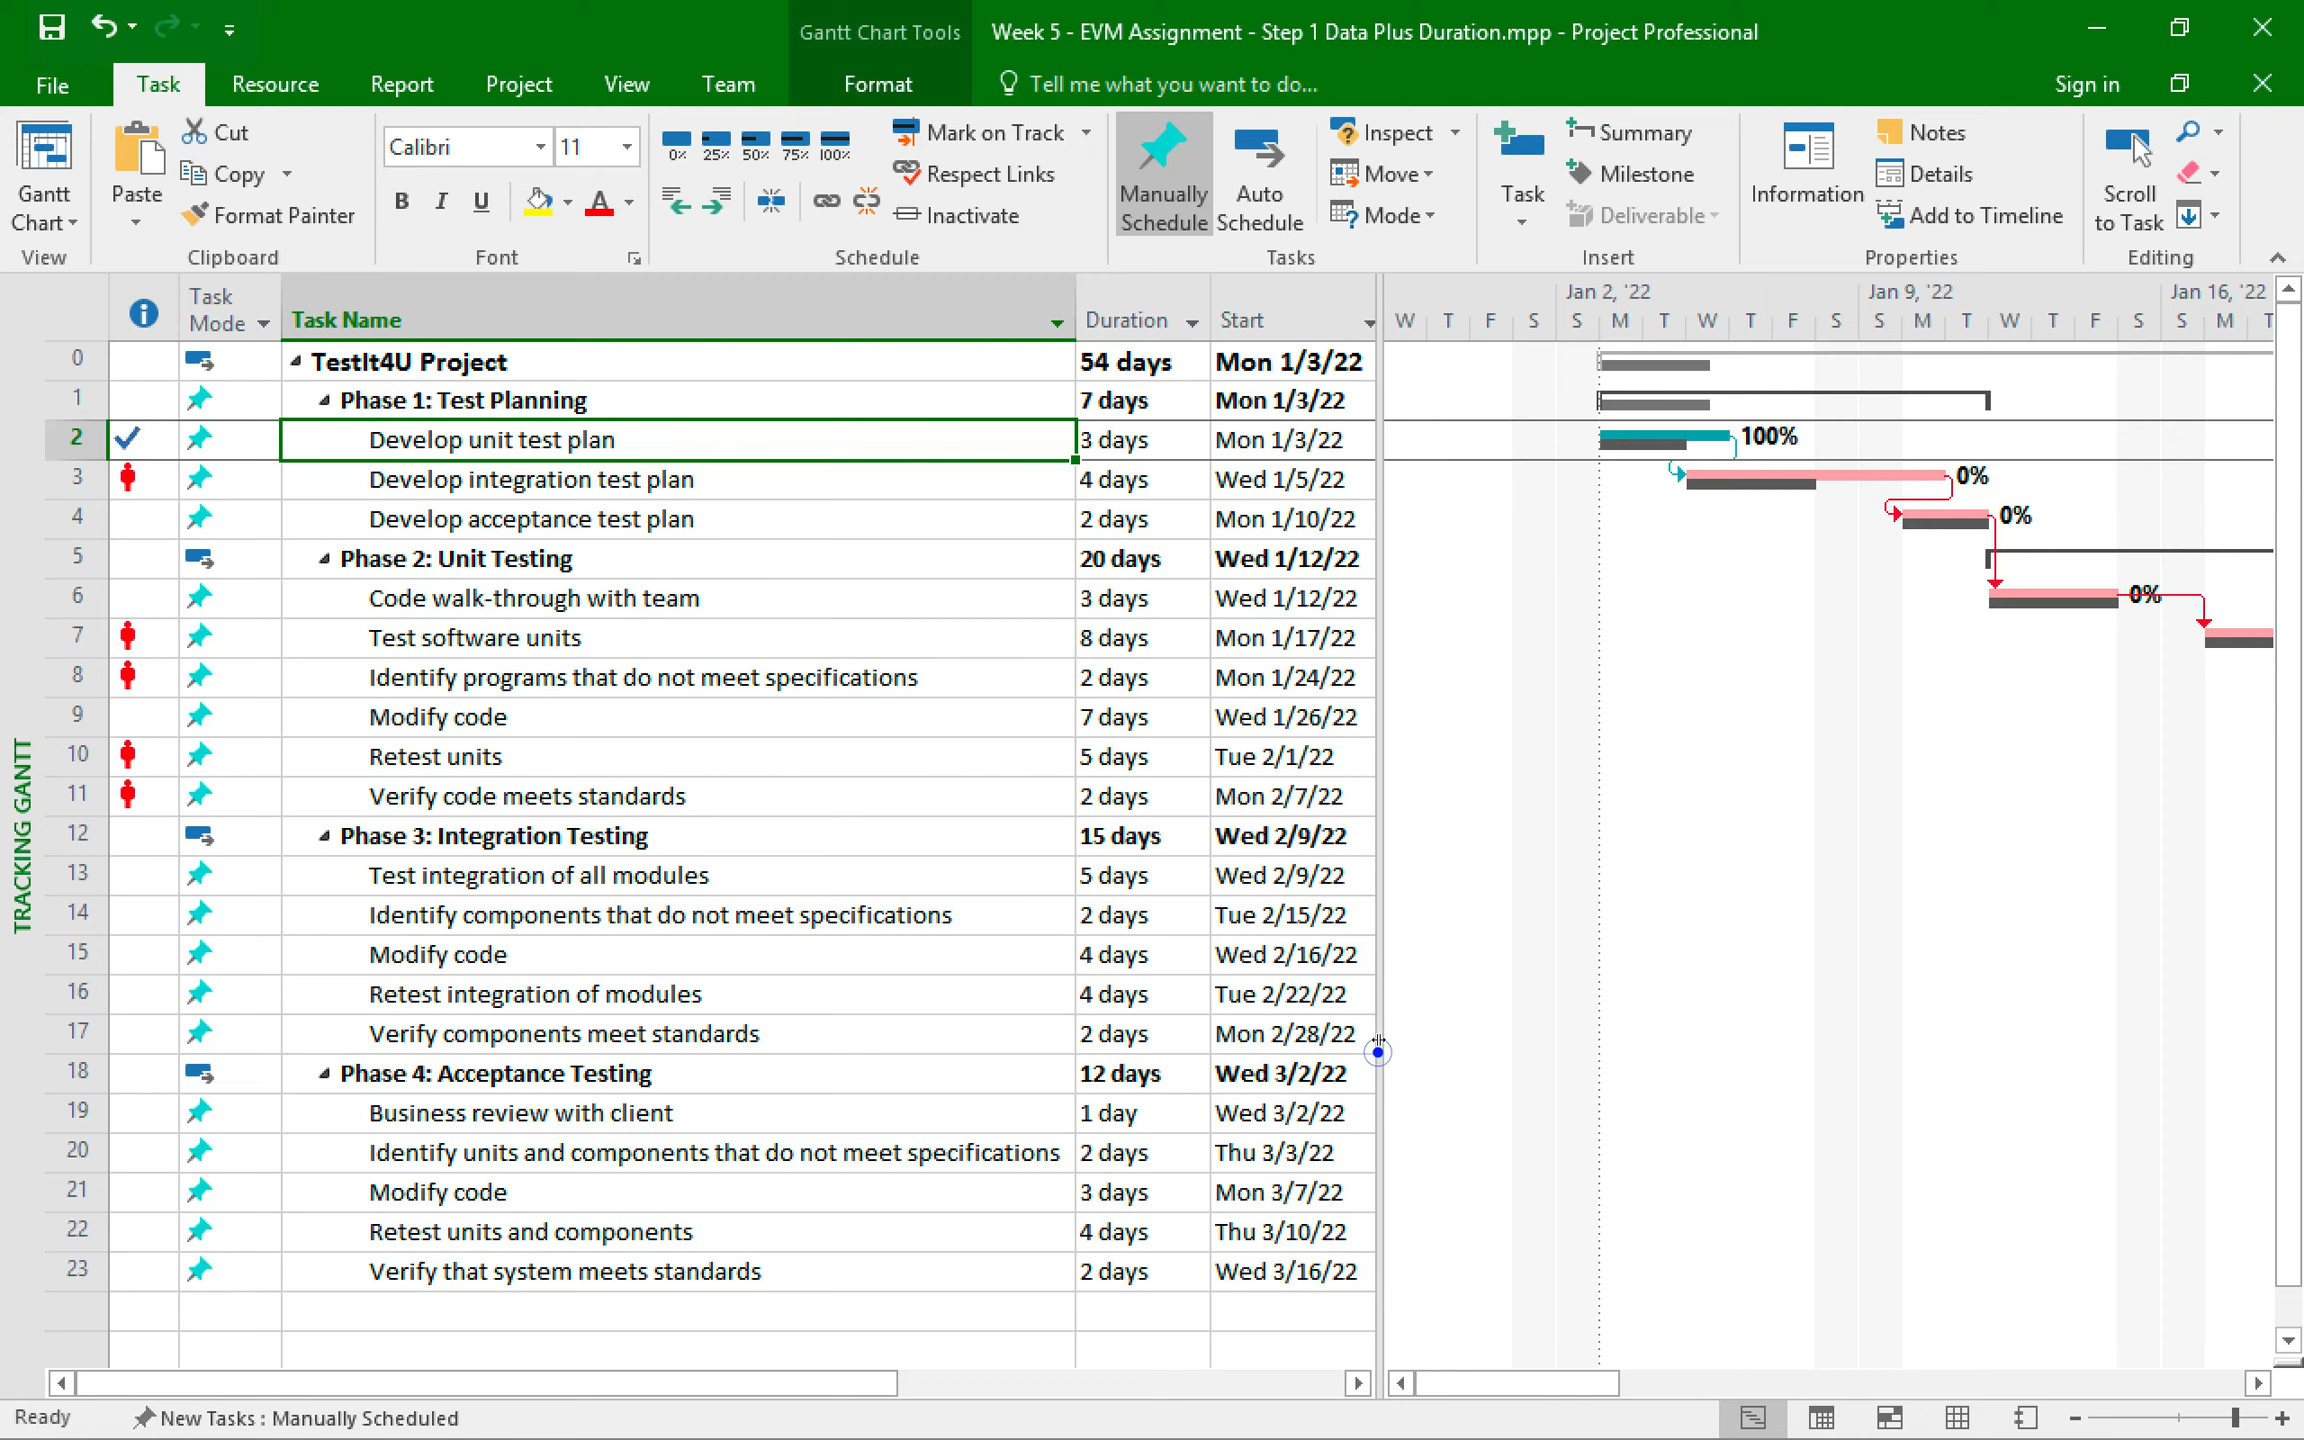 Gantt Chart Tools
Week 5 - EVM Assignment - Step 1 Data Plus Duration.mpp - Project Professional
File Task Resource Report Project View Team Format Tell me what you want to do... Sign in
Gantt Chart
View
Paste
Cut
Copy
Format Painter
Clipboard
Calibri 11
B I U A
Font
0% 25% 50% 75% 100%
Mark on Track
Respect Links
Inactivate
Schedule
Manually Schedule
Auto Schedule
Inspect
Move
Mode
Tasks
Task
Summary
Milestone
Deliverable
Insert
Information
Notes
Details
Add to Timeline
Properties
Scroll to Task
Editing
Task Mode Task Name Duration Start
Jan 2, '22 Jan 9, '22 Jan 16, '22
W T F S S M T W T F S S M T W T F S S M T
0 TestIt4U Project 54 days Mon 1/3/22
1 Phase 1: Test Planning 7 days Mon 1/3/22
2 Develop unit test plan 3 days Mon 1/3/22 100%
3 Develop integration test plan 4 days Wed 1/5/22 0%
4 Develop acceptance test plan 2 days Mon 1/10/22 0%
5 Phase 2: Unit Testing 20 days Wed 1/12/22
6 Code walk-through with team 3 days Wed 1/12/22 0%
7 Test software units 8 days Mon 1/17/22
8 Identify programs that do not meet specifications 2 days Mon 1/24/22
9 Modify code 7 days Wed 1/26/22
10 Retest units 5 days Tue 2/1/22
11 Verify code meets standards 2 days Mon 2/7/22
12 Phase 3: Integration Testing 15 days Wed 2/9/22
13 Test integration of all modules 5 days Wed 2/9/22
14 Identify components that do not meet specifications 2 days Tue 2/15/22
15 Modify code 4 days Wed 2/16/22
16 Retest integration of modules 4 days Tue 2/22/22
17 Verify components meet standards 2 days Mon 2/28/22
18 Phase 4: Acceptance Testing 12 days Wed 3/2/22
19 Business review with client 1 day Wed 3/2/22
20 Identify units and components that do not meet specifications 2 days Thu 3/3/22
21 Modify code 3 days Mon 3/7/22
22 Retest units and components 4 days Thu 3/10/22
23 Verify that system meets standards 2 days Wed 3/16/22
TRACKING GANTT
Ready New Tasks : Manually Scheduled